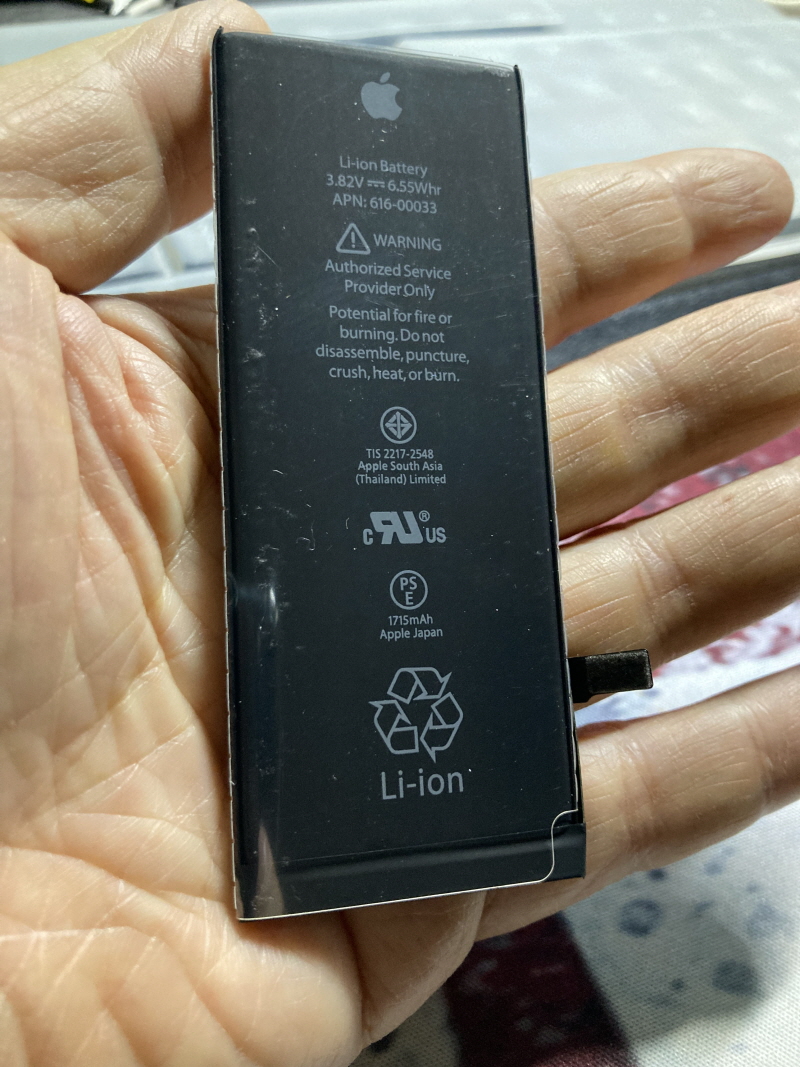 Li-ion Battery
3.82V ⎓ 6.55Whr
APN: 616-00033
WARNING
Authorized Service
Provider Only
Potential for fire or
burning. Do not
disassemble, puncture,
crush, heat, or burn.
TIS 2217-2548
Apple South Asia
(Thailand) Limited
c RU ® US
PS
E
1715mAh
Apple Japan
Li-ion